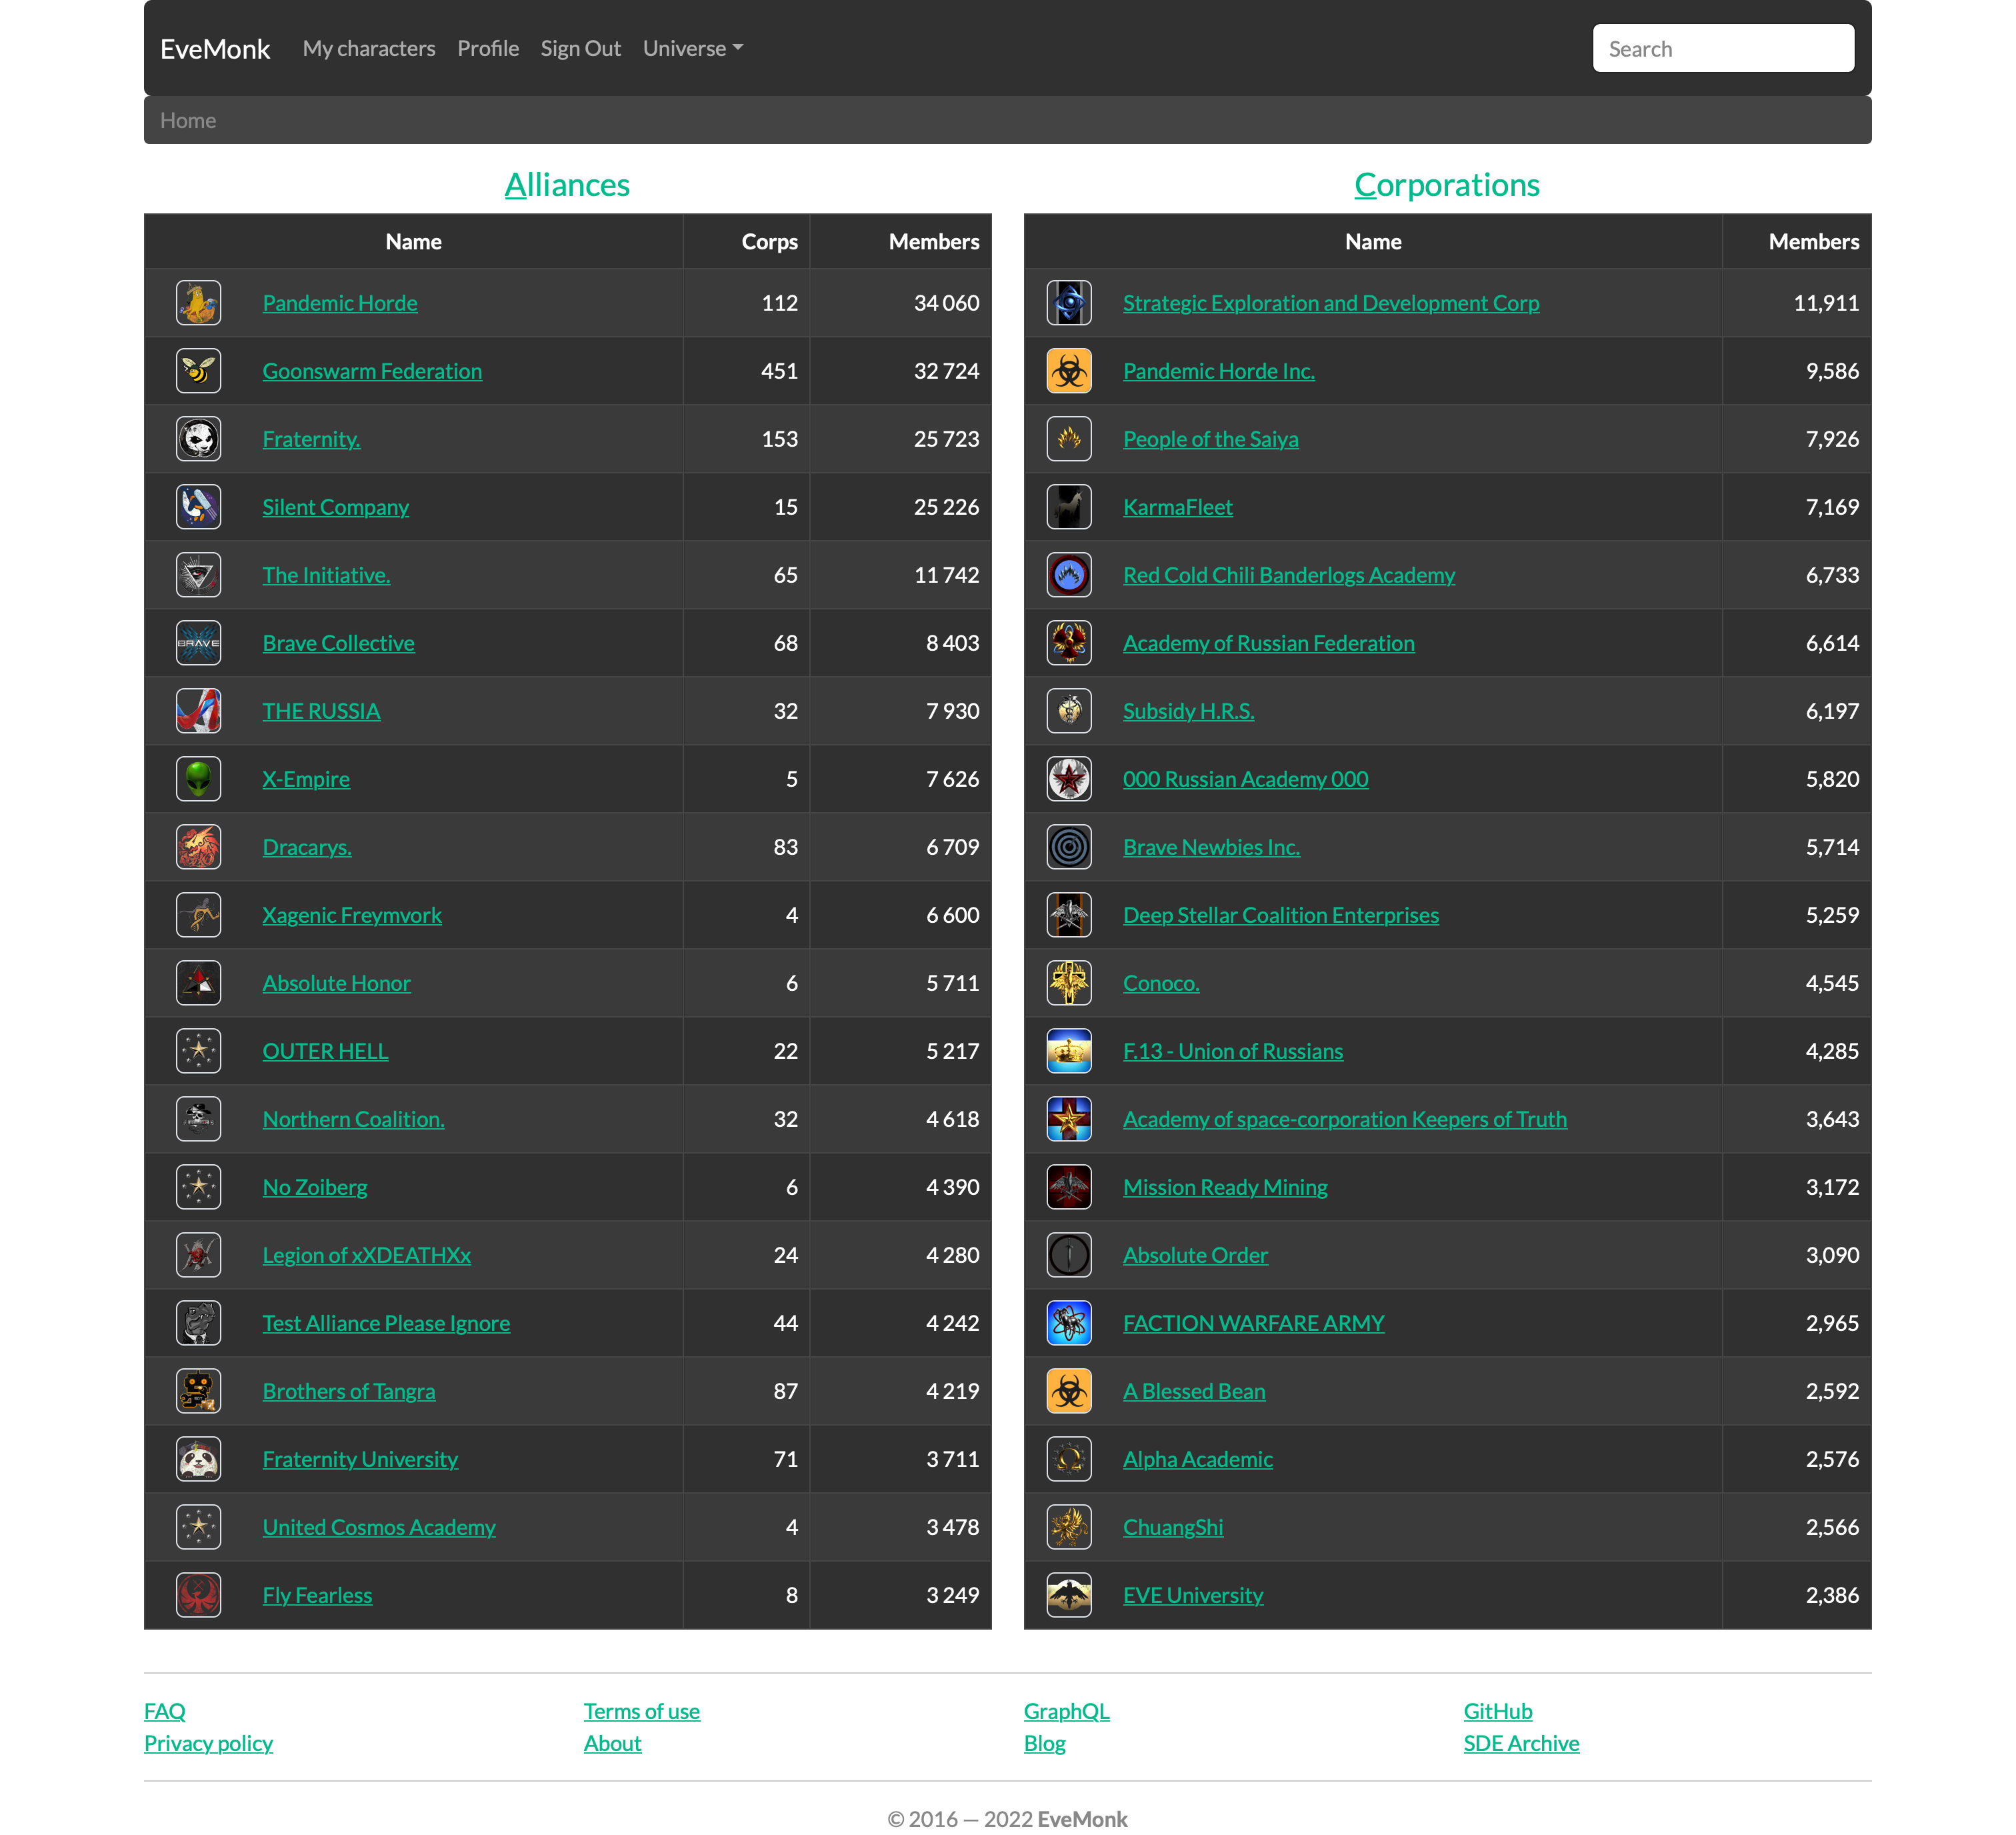 EveMonk My characters Profile Sign Out Universe Search
Home
Alliances
Name Corps Members
Pandemic Horde 112 34 060
Goonswarm Federation 451 32 724
Fraternity. 153 25 723
Silent Company 15 25 226
The Initiative. 65 11 742
BRAVE Brave Collective 68 8 403
THE RUSSIA 32 7 930
X-Empire 5 7 626
Dracarys. 83 6 709
Xagenic Freymvork 4 6 600
Absolute Honor 6 5 711
OUTER HELL 22 5 217
Northern Coalition. 32 4 618
No Zoiberg 6 4 390
Legion of xXDEATHXx 24 4 280
Test Alliance Please Ignore 44 4 242
Brothers of Tangra 87 4 219
Fraternity University 71 3 711
United Cosmos Academy 4 3 478
Fly Fearless 8 3 249
Corporations
Name Members
Strategic Exploration and Development Corp 11,911
Pandemic Horde Inc. 9,586
People of the Saiya 7,926
KarmaFleet 7,169
Red Cold Chili Banderlogs Academy 6,733
Academy of Russian Federation 6,614
Subsidy H.R.S. 6,197
000 Russian Academy 000 5,820
Brave Newbies Inc. 5,714
Deep Stellar Coalition Enterprises 5,259
Conoco. 4,545
F.13 - Union of Russians 4,285
Academy of space-corporation Keepers of Truth 3,643
Mission Ready Mining 3,172
Absolute Order 3,090
FACTION WARFARE ARMY 2,965
A Blessed Bean 2,592
Alpha Academic 2,576
ChuangShi 2,566
EVE University 2,386
FAQ Terms of use GraphQL GitHub
Privacy policy About Blog SDE Archive
© 2016 — 2022 EveMonk